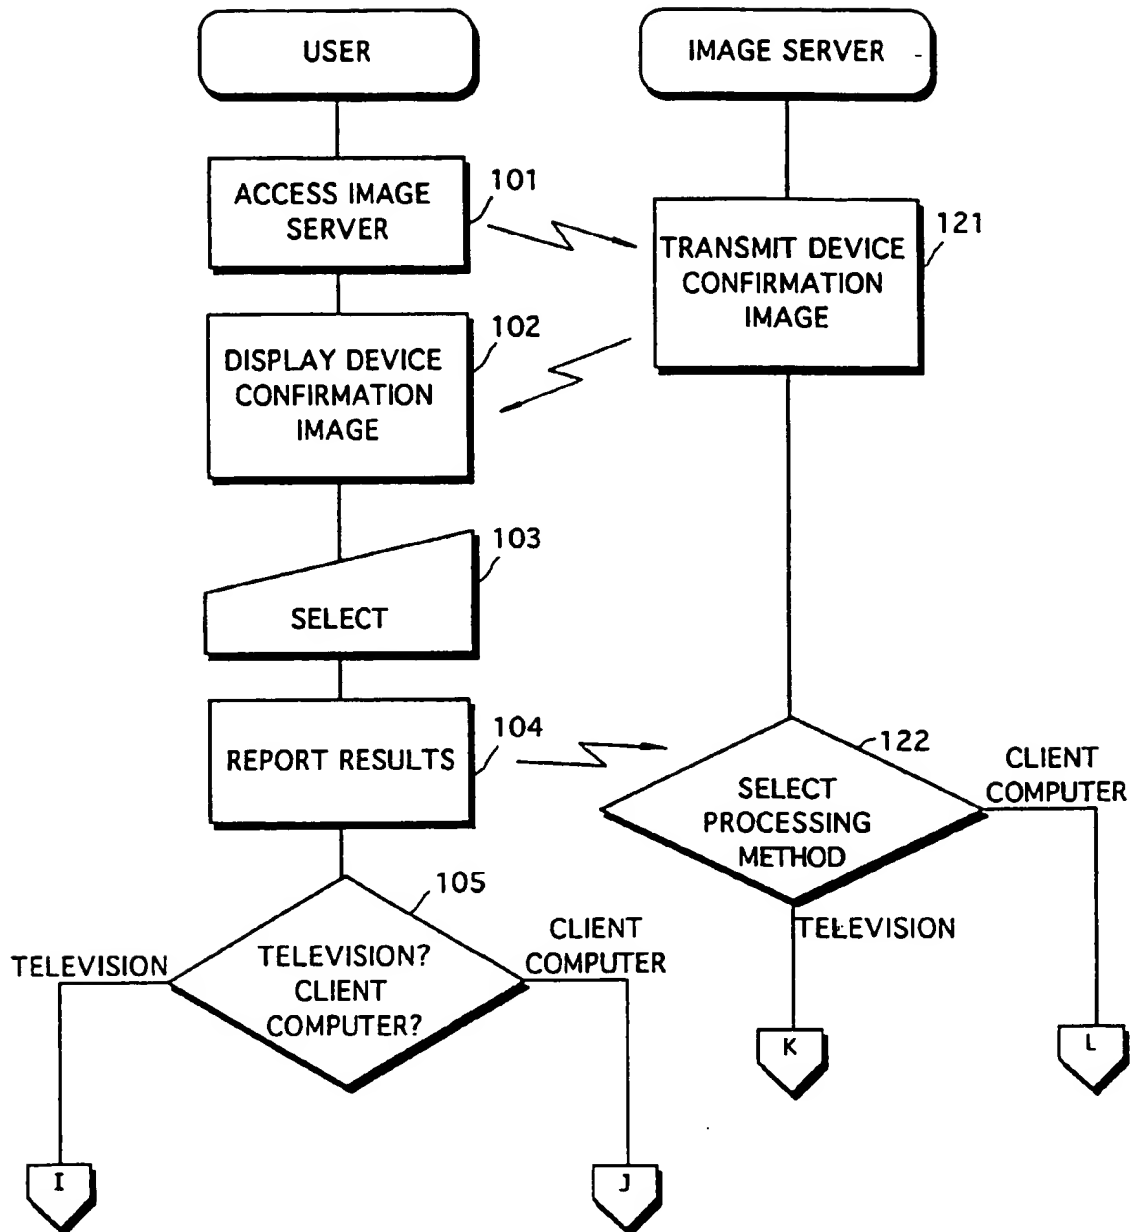 USER
IMAGE SERVER
ACCESS IMAGE
SERVER
101
TRANSMIT DEVICE
CONFIRMATION
IMAGE
121
DISPLAY DEVICE
CONFIRMATION
IMAGE
102
SELECT
103
REPORT RESULTS
104
SELECT
PROCESSING
METHOD
122
CLIENT
COMPUTER
TELEVISION
TELEVISION?
CLIENT
COMPUTER?
105
TELEVISION
CLIENT
COMPUTER
K
L
I
J